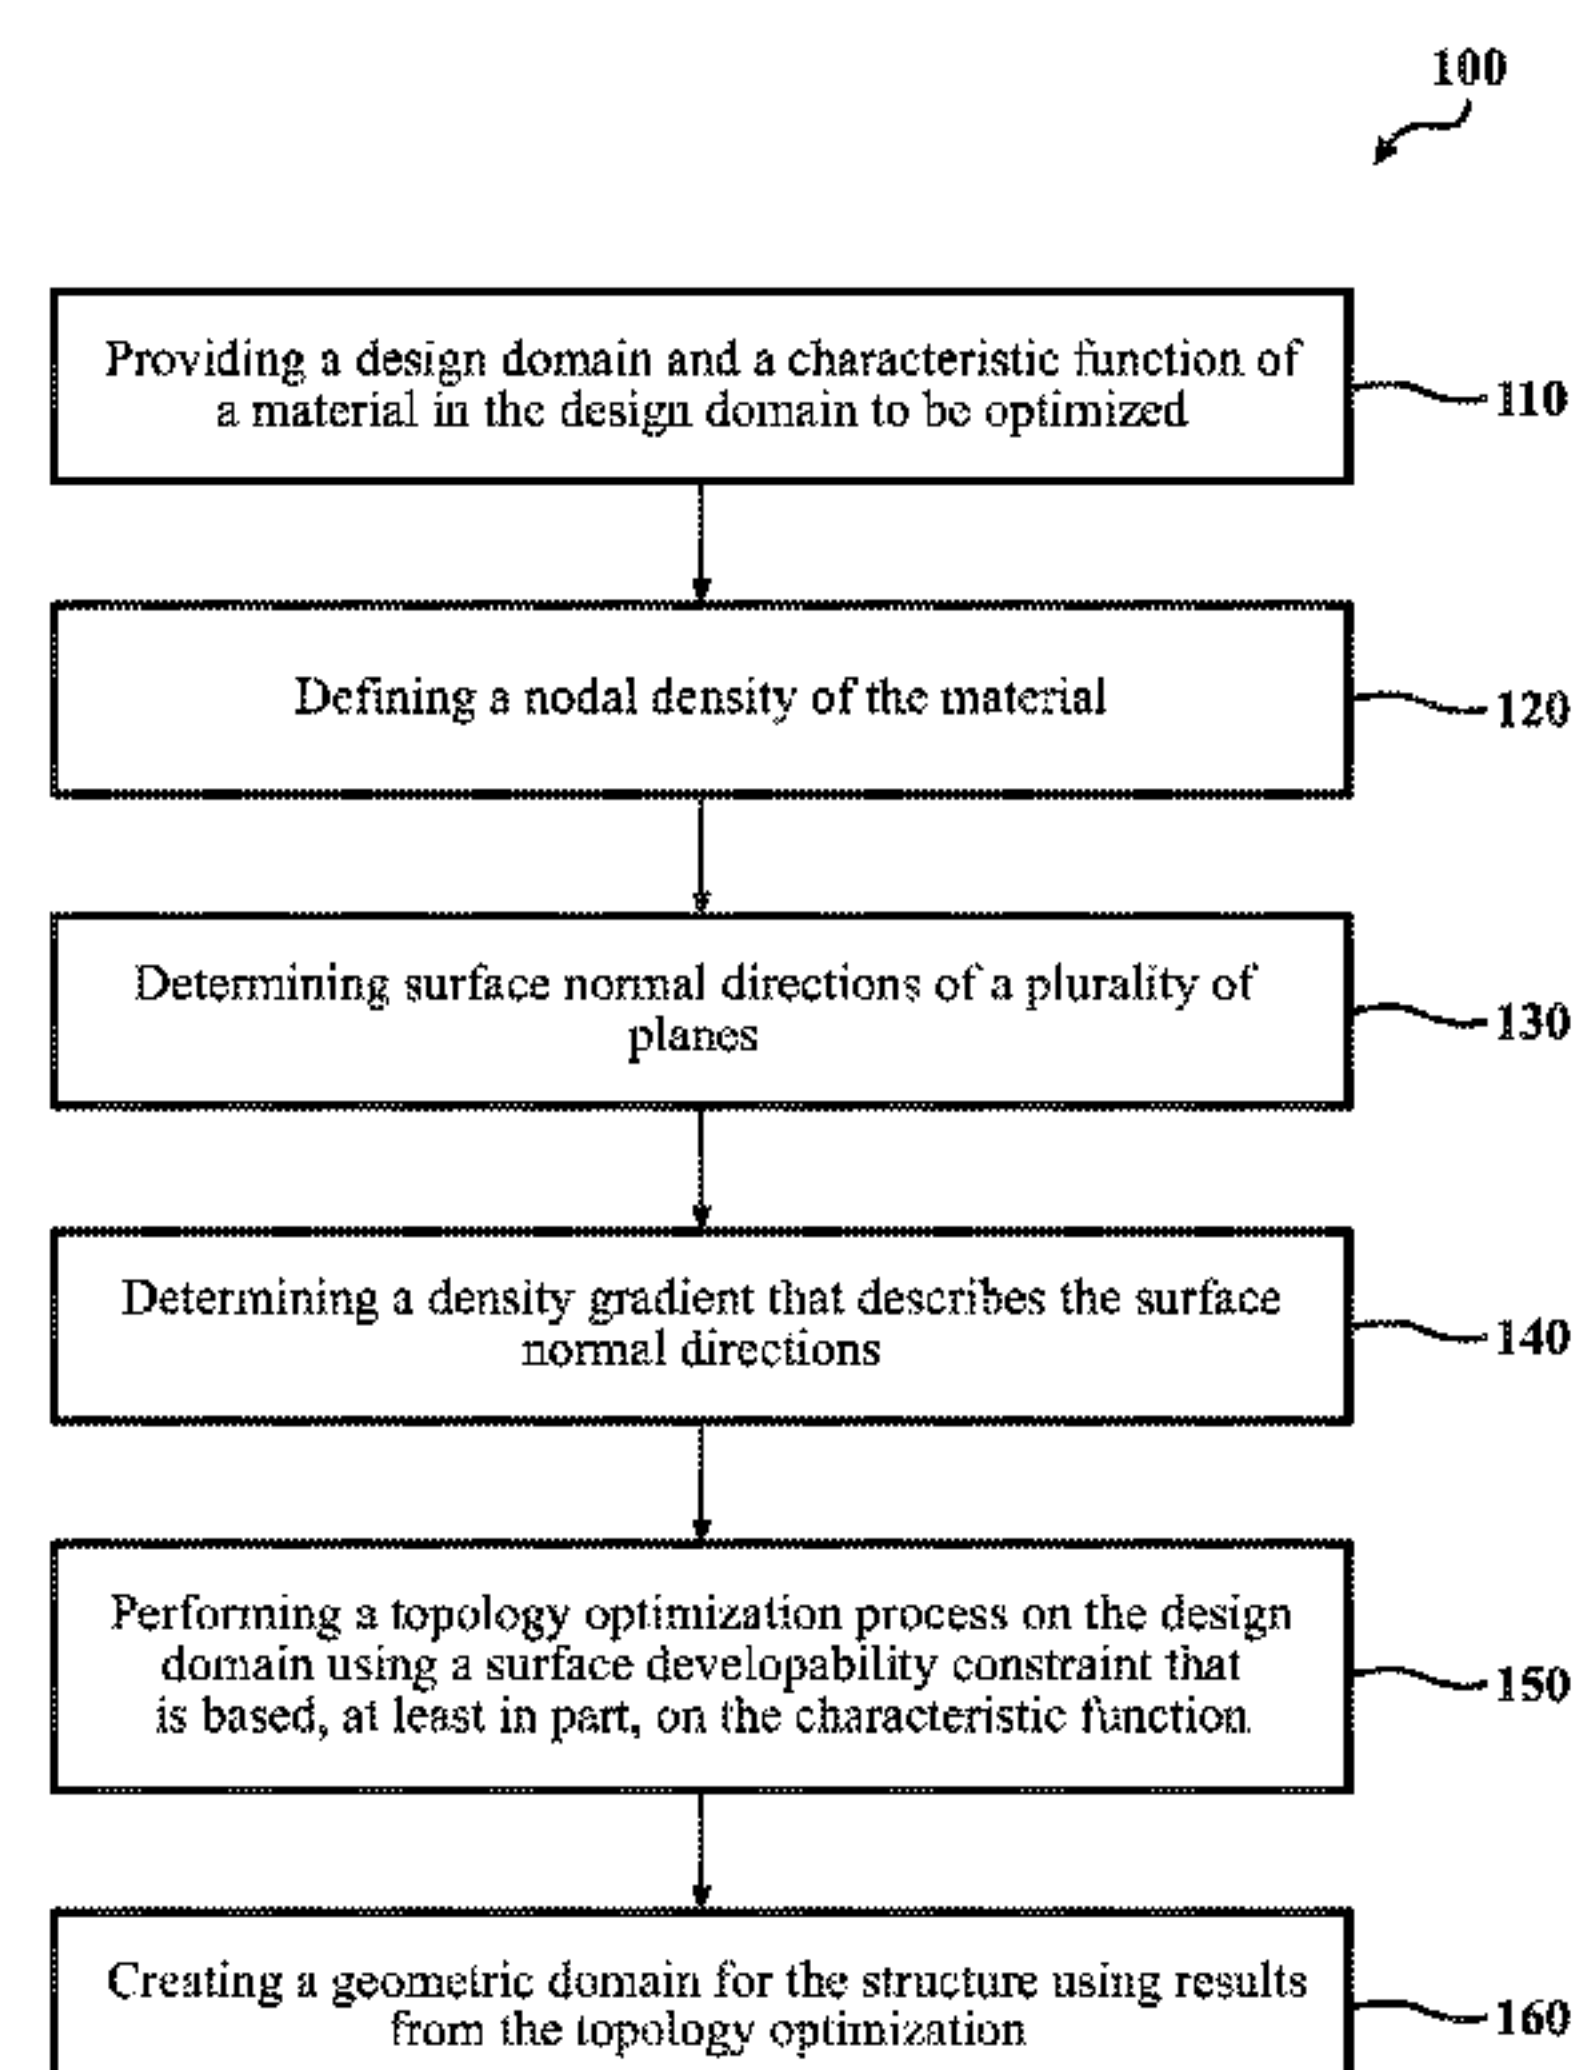 100
Providing a design domain and a characteristic function of
a material in the design domain to be optimized
110
Defining a nodal density of the material
120
Determining surface normal directions of a plurality of
planes
130
Determining a density gradient that describes the surface
normal directions
140
Performing a topology optimization process on the design
domain using a surface developability constraint that
is based, at least in part, on the characteristic function
150
Creating a geometric domain for the structure using results
from the topology optimization
160